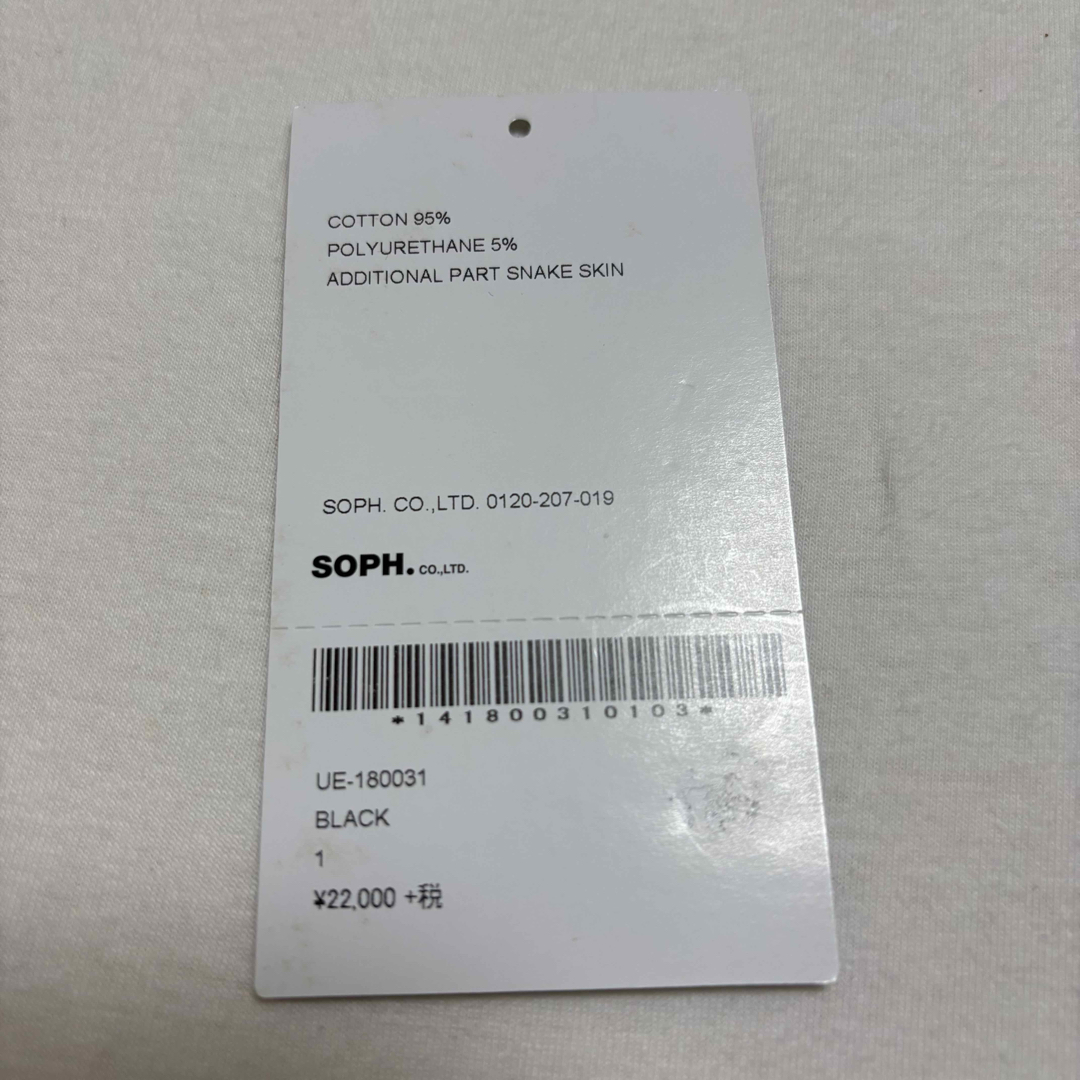 COTTON 95%
POLYURETHANE 5%
ADDITIONAL PART SNAKE SKIN
SOPH. CO.,LTD. 0120-207-019
SOPH. CO.,LTD.
*141800310103*
UE-180031
BLACK
1
¥22,000 +税